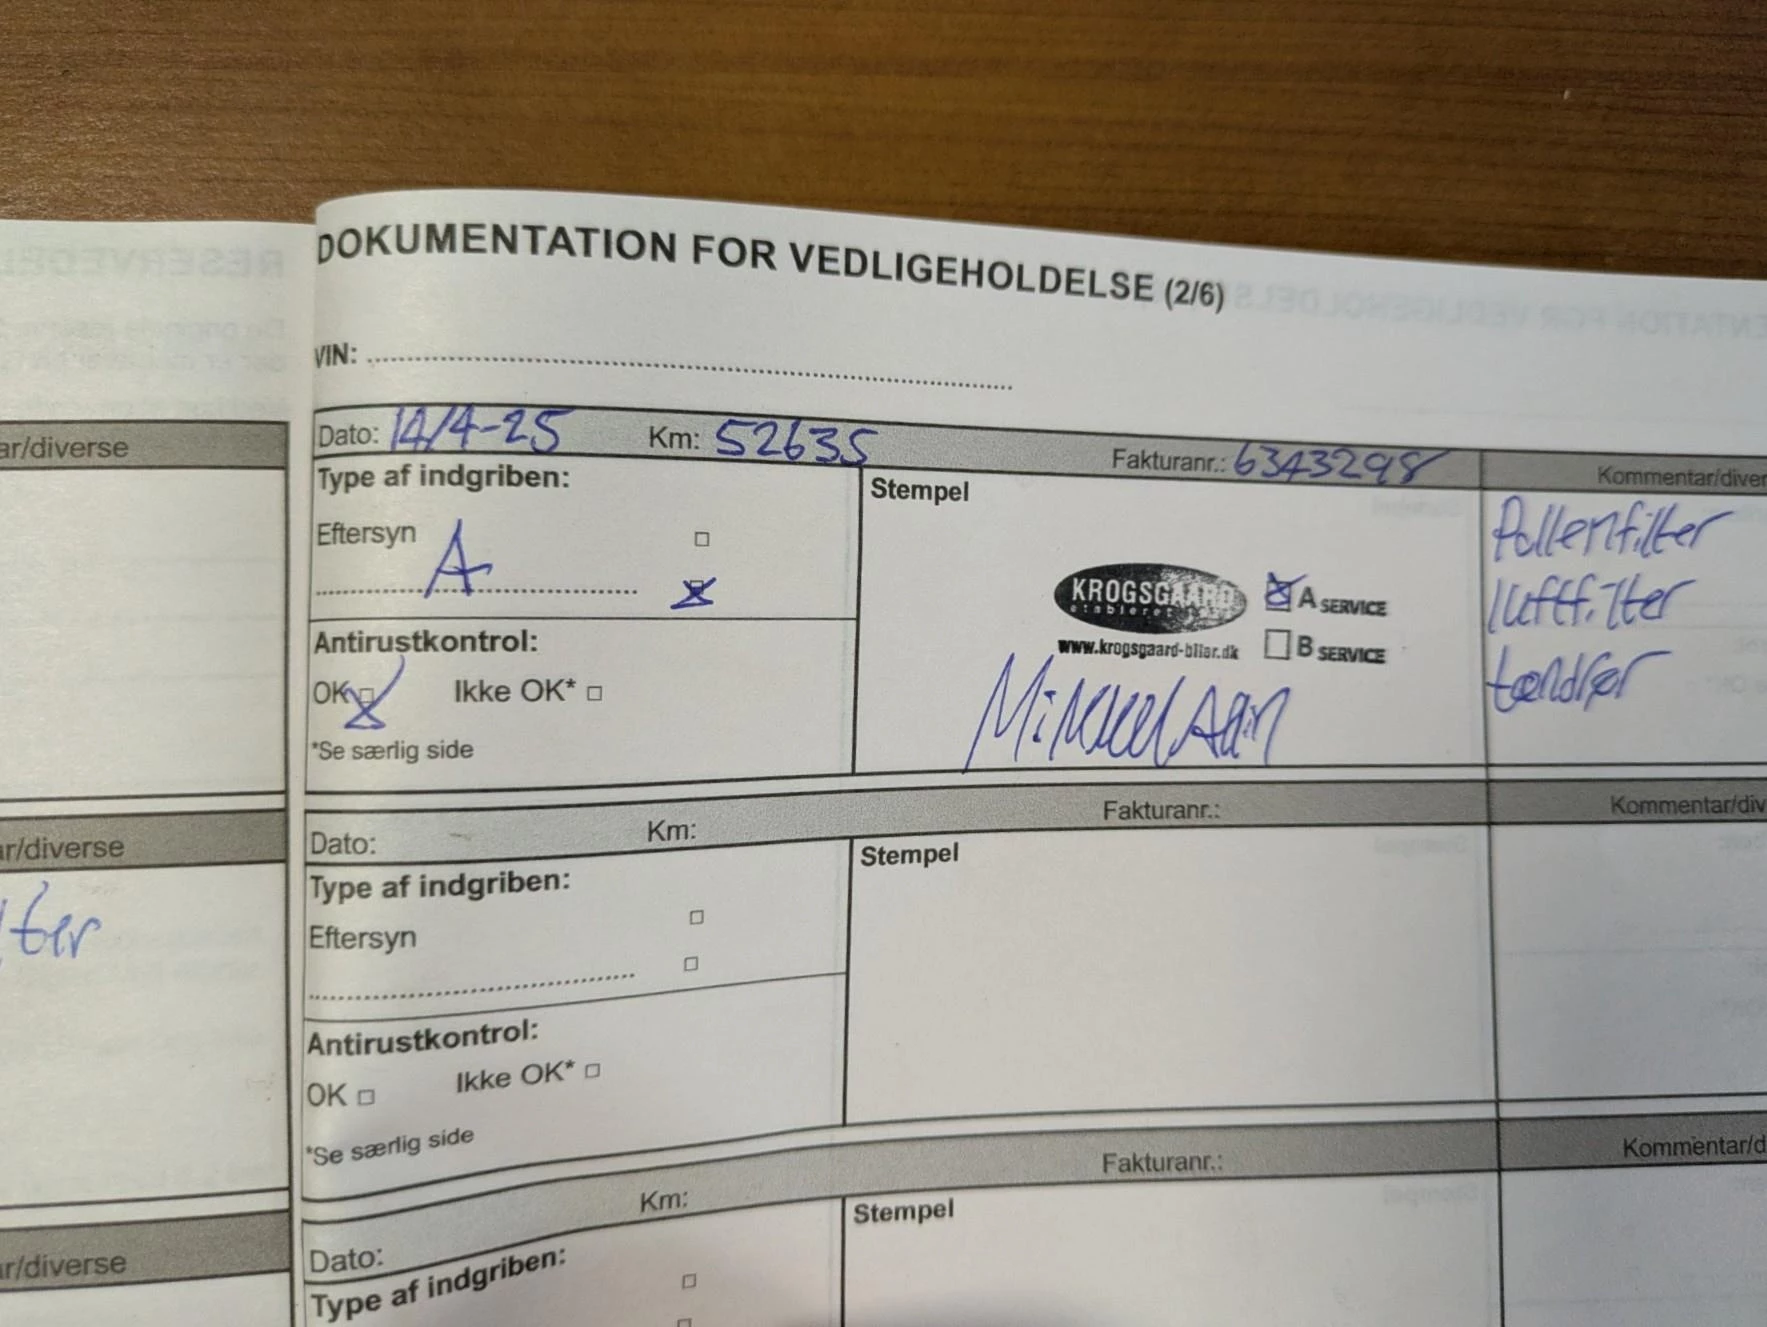 DOKUMENTATION FOR VEDLIGEHOLDELSE (2/6)
VIN:
Dato: 14/4-25 Km: 52635 Fakturanr.: 6343298 Kommentar/diver
Type af indgriben:
Eftersyn
A
Stempel
KROGSGAARD
www.krogsgaard-biler.dk
A SERVICE
B SERVICE
Pollenfilter
luftfilter
tændrør
Antirustkontrol:
OK Ikke OK*
*Se særlig side
Dato: Km: Fakturanr.: Kommentar/div
Type af indgriben:
Eftersyn
Stempel
Antirustkontrol:
OK Ikke OK*
*Se særlig side
Dato: Km: Fakturanr.: Kommentar/d
Type af indgriben:
Stempel
ar/diverse
ar/diverse
lter
ar/diverse